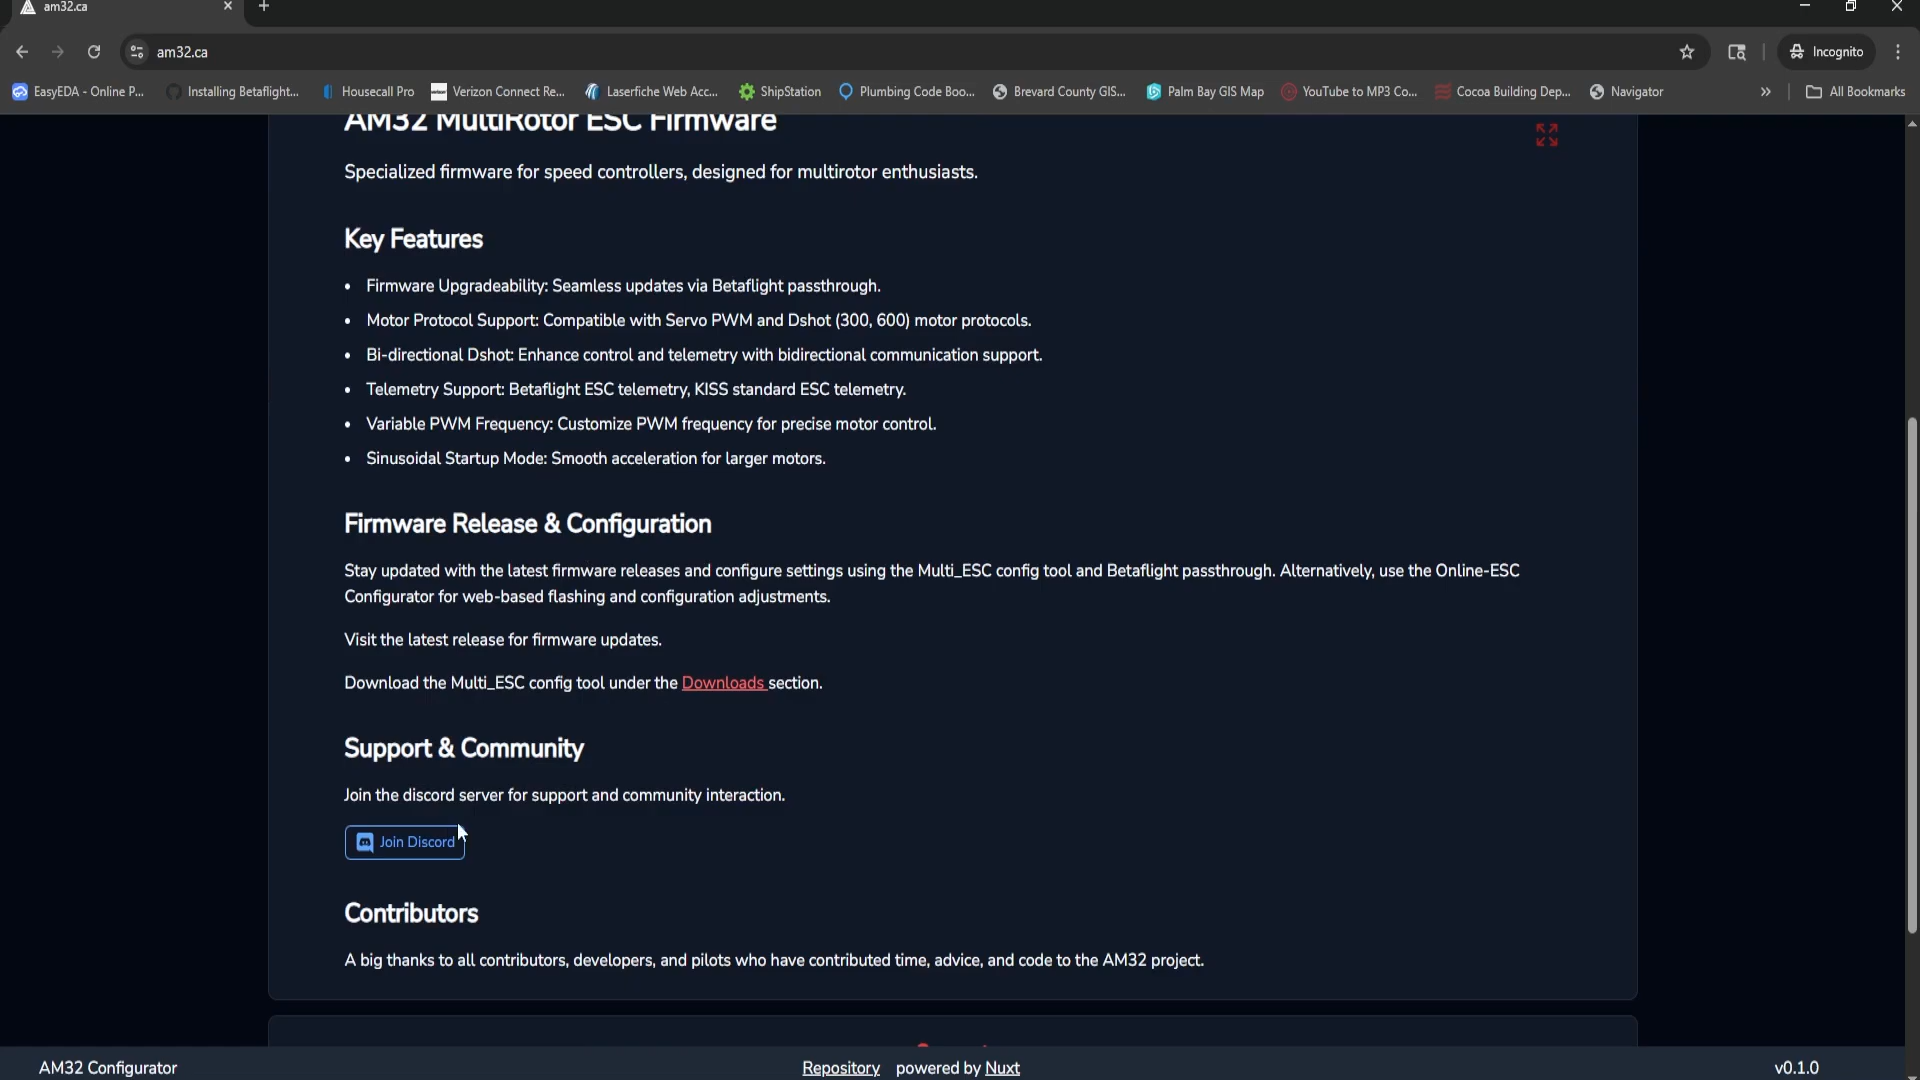 am32.ca
am32.ca
Incognito
EasyEDA - Online P...
Installing Betaflight...
Housecall Pro
Verizon Connect Re...
Laserfiche Web Acc...
ShipStation
Plumbing Code Boo...
Brevard County GIS...
Palm Bay GIS Map
YouTube to MP3 Co...
Cocoa Building Dep...
Navigator
All Bookmarks
AM32 MultiRotor ESC Firmware
Specialized firmware for speed controllers, designed for multirotor enthusiasts.
Key Features
• Firmware Upgradeability: Seamless updates via Betaflight passthrough.
• Motor Protocol Support: Compatible with Servo PWM and Dshot (300, 600) motor protocols.
• Bi-directional Dshot: Enhance control and telemetry with bidirectional communication support.
• Telemetry Support: Betaflight ESC telemetry, KISS standard ESC telemetry.
• Variable PWM Frequency: Customize PWM frequency for precise motor control.
• Sinusoidal Startup Mode: Smooth acceleration for larger motors.
Firmware Release & Configuration
Stay updated with the latest firmware releases and configure settings using the Multi_ESC config tool and Betaflight passthrough. Alternatively, use the Online-ESC
Configurator for web-based flashing and configuration adjustments.
Visit the latest release for firmware updates.
Download the Multi_ESC config tool under the Downloads section.
Support & Community
Join the discord server for support and community interaction.
Join Discord
Contributors
A big thanks to all contributors, developers, and pilots who have contributed time, advice, and code to the AM32 project.
AM32 Configurator
Repository powered by Nuxt
v0.1.0